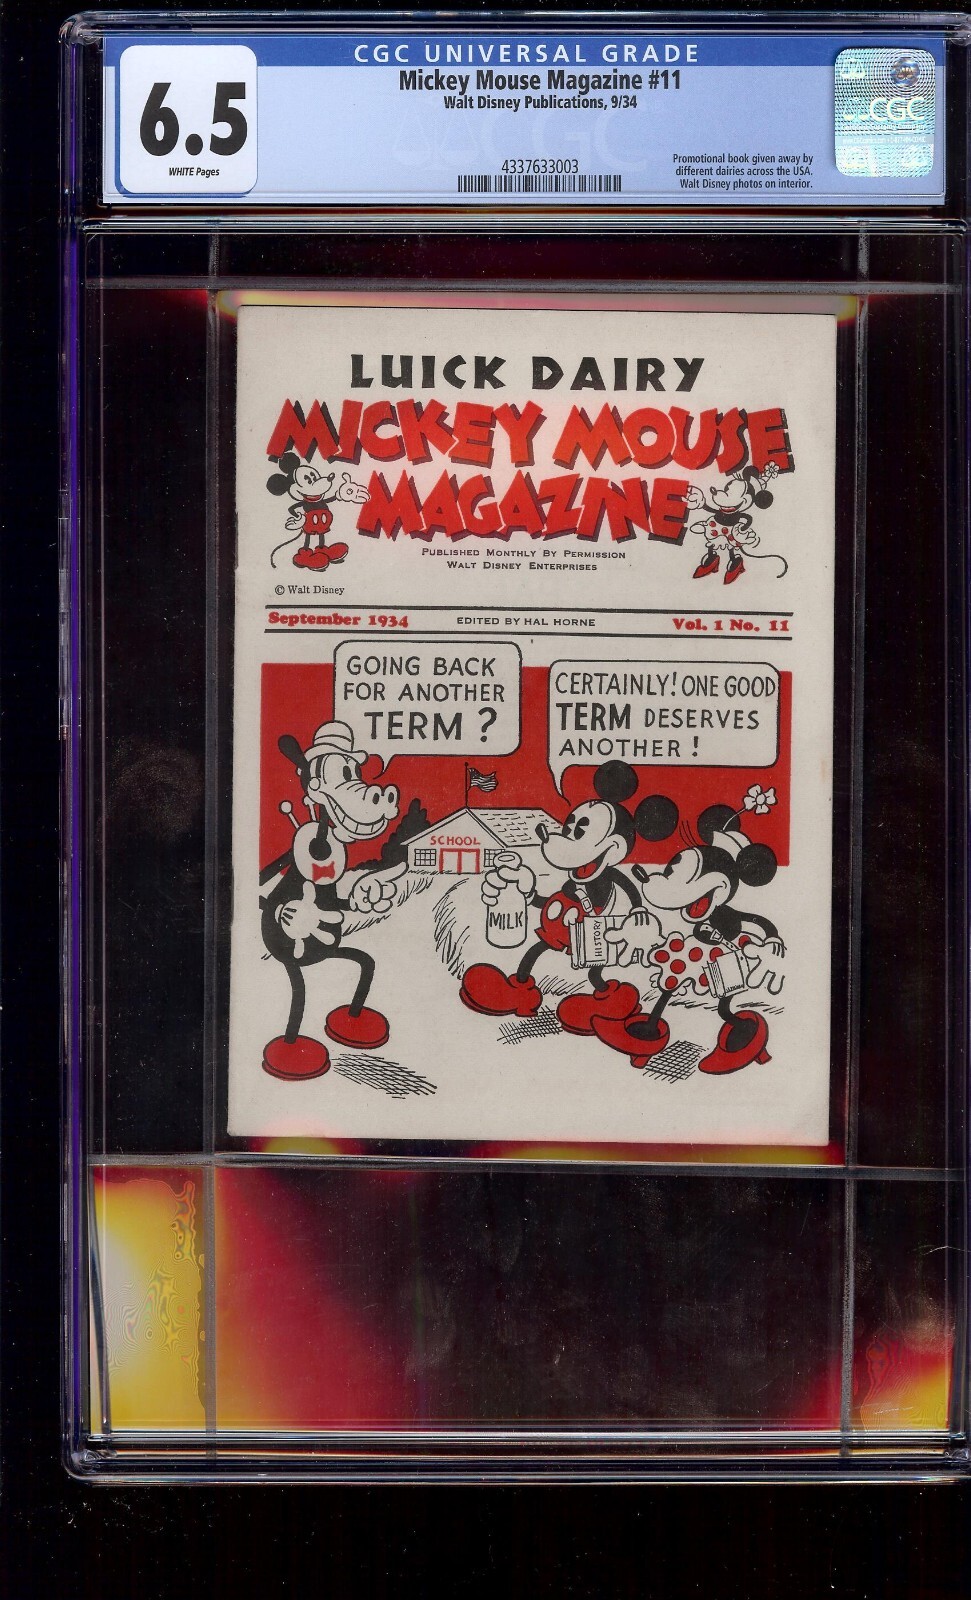 CGC UNIVERSAL GRADE
6.5
WHITE Pages
Mickey Mouse Magazine #11
Walt Disney Publications, 9/34
4337633003
Promotional book given away by
different dairies across the USA.
Walt Disney photos on interior.
CGC
LUICK DAIRY
MICKEY MOUSE
MAGAZINE
PUBLISHED MONTHLY BY PERMISSION
WALT DISNEY ENTERPRISES
© Walt Disney
September 1934
EDITED BY HAL HORNE
Vol. 1 No. 11
GOING BACK
FOR ANOTHER
TERM?
CERTAINLY! ONE GOOD
TERM DESERVES
ANOTHER!
SCHOOL
MILK
HISTORY